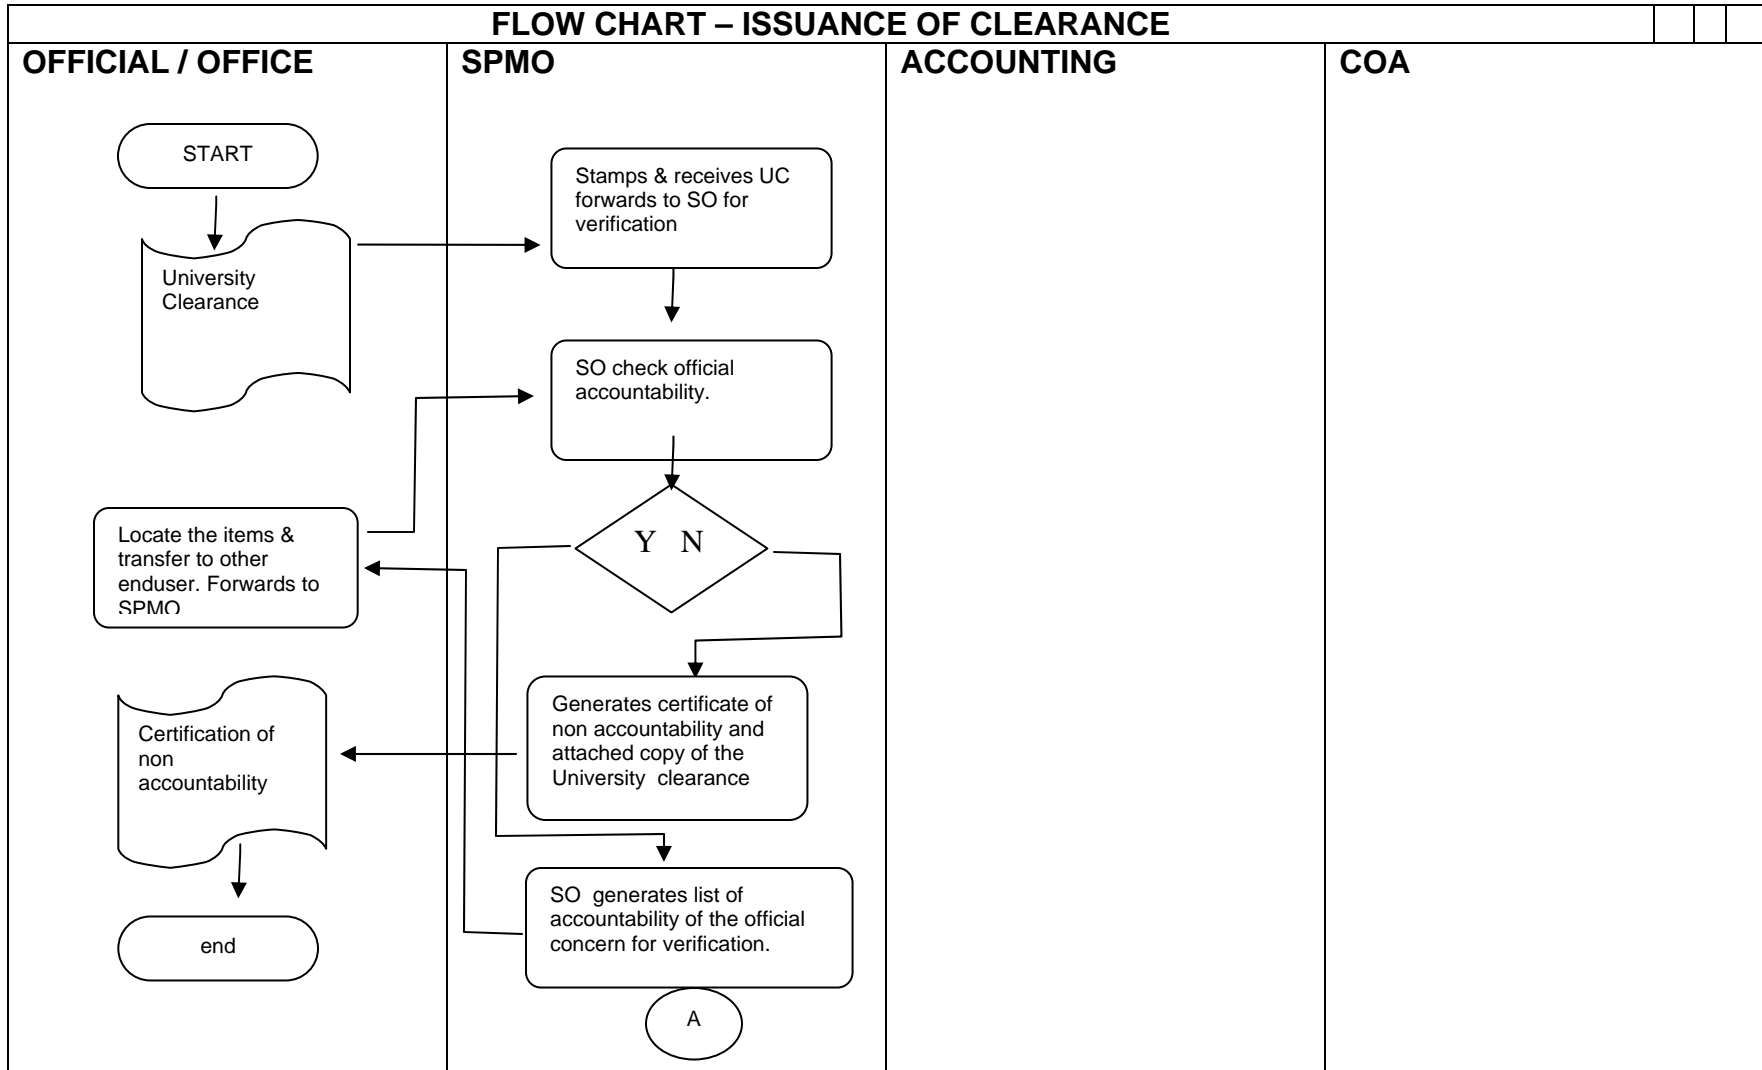 FLOW CHART – ISSUANCE OF CLEARANCE
OFFICIAL / OFFICE
SPMO
ACCOUNTING
COA
START
University
Clearance
Stamps & receives UC
forwards to SO for
verification
SO check official
accountability.
Y N
Locate the items &
transfer to other
enduser. Forwards to
SPMO
Generates certificate of
non accountability and
attached copy of the
University clearance
Certification of
non
accountability
SO generates list of
accountability of the official
concern for verification.
end
A